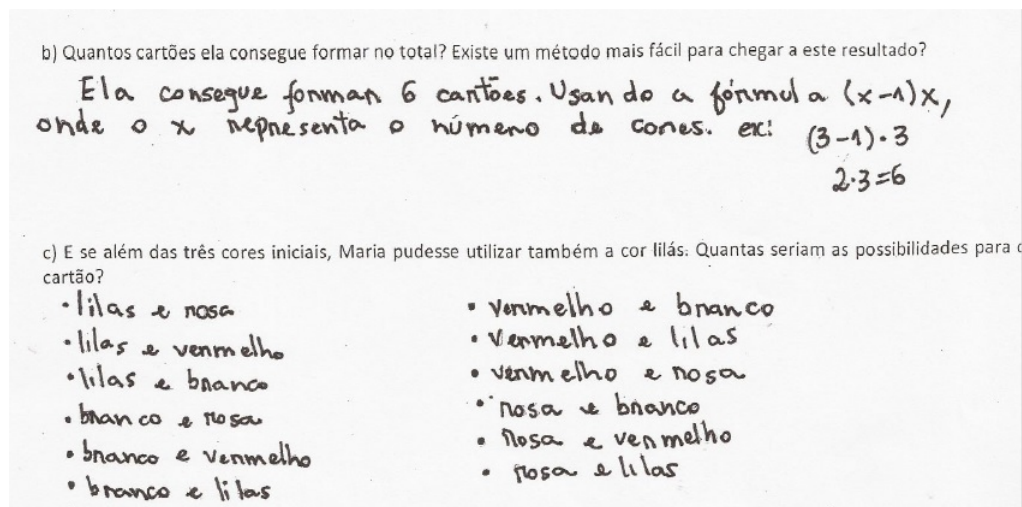 b) Quantos cartões ela consegue formar no total? Existe um método mais fácil para chegar a este resultado?
Ela consegue formar 6 cartões. Usando a fórmula (x-1)x,
onde o x representa o número de cores. ex: (3-1).3
2.3=6
c) E se além das três cores iniciais, Maria pudesse utilizar também a cor lilás: Quantas seriam as possibilidades para
cartão?
• lilas e rosa
• lilas e vermelho
• lilas e branco
• branco e rosa
• branco e vermelho
• branco e lilas
• vermelho e branco
• vermelho e lilas
• vermelho e rosa
• rosa e branco
• Rosa e vermelho
• rosa e lilas